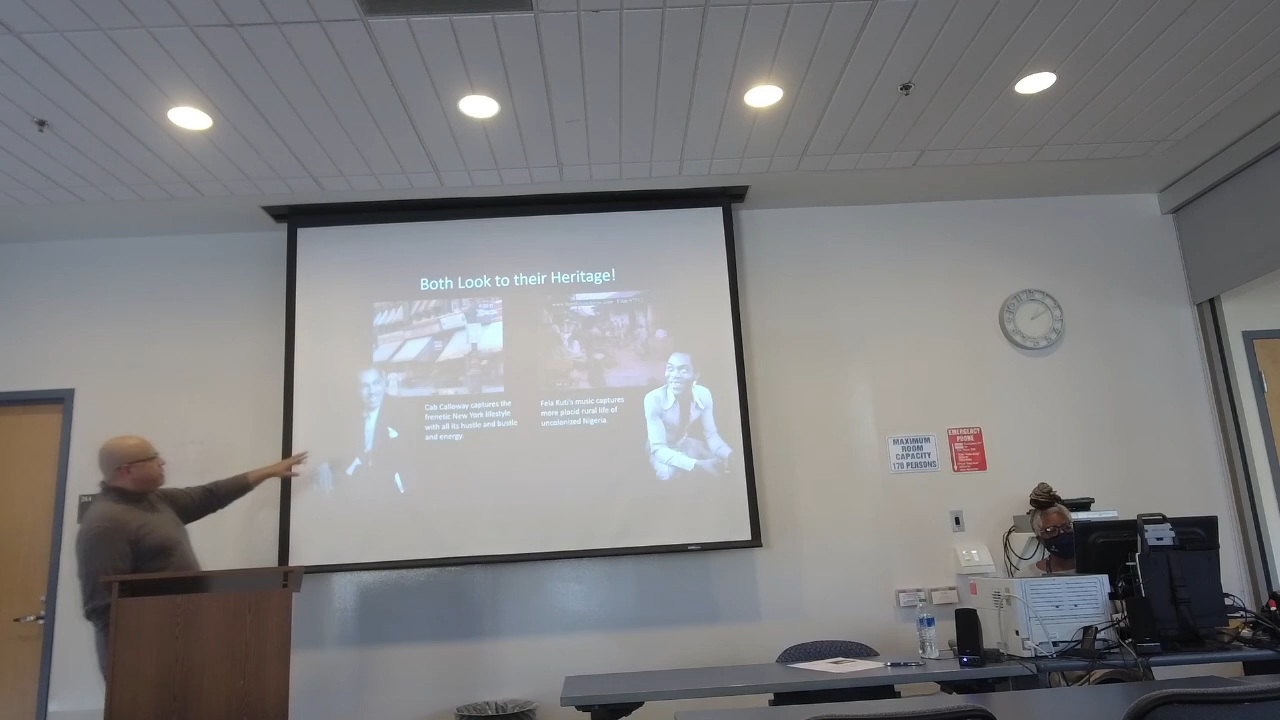 Both Look to their Heritage!
Cab Calloway captures the
frenetic New York lifestyle
with all its hustle and bustle
and energy.
Fela Kuti's music captures
more placid rural life of
uncolonized Nigeria.
MAXIMUM
ROOM
CAPACITY
170 PERSONS
EMERGENCY
PHONE